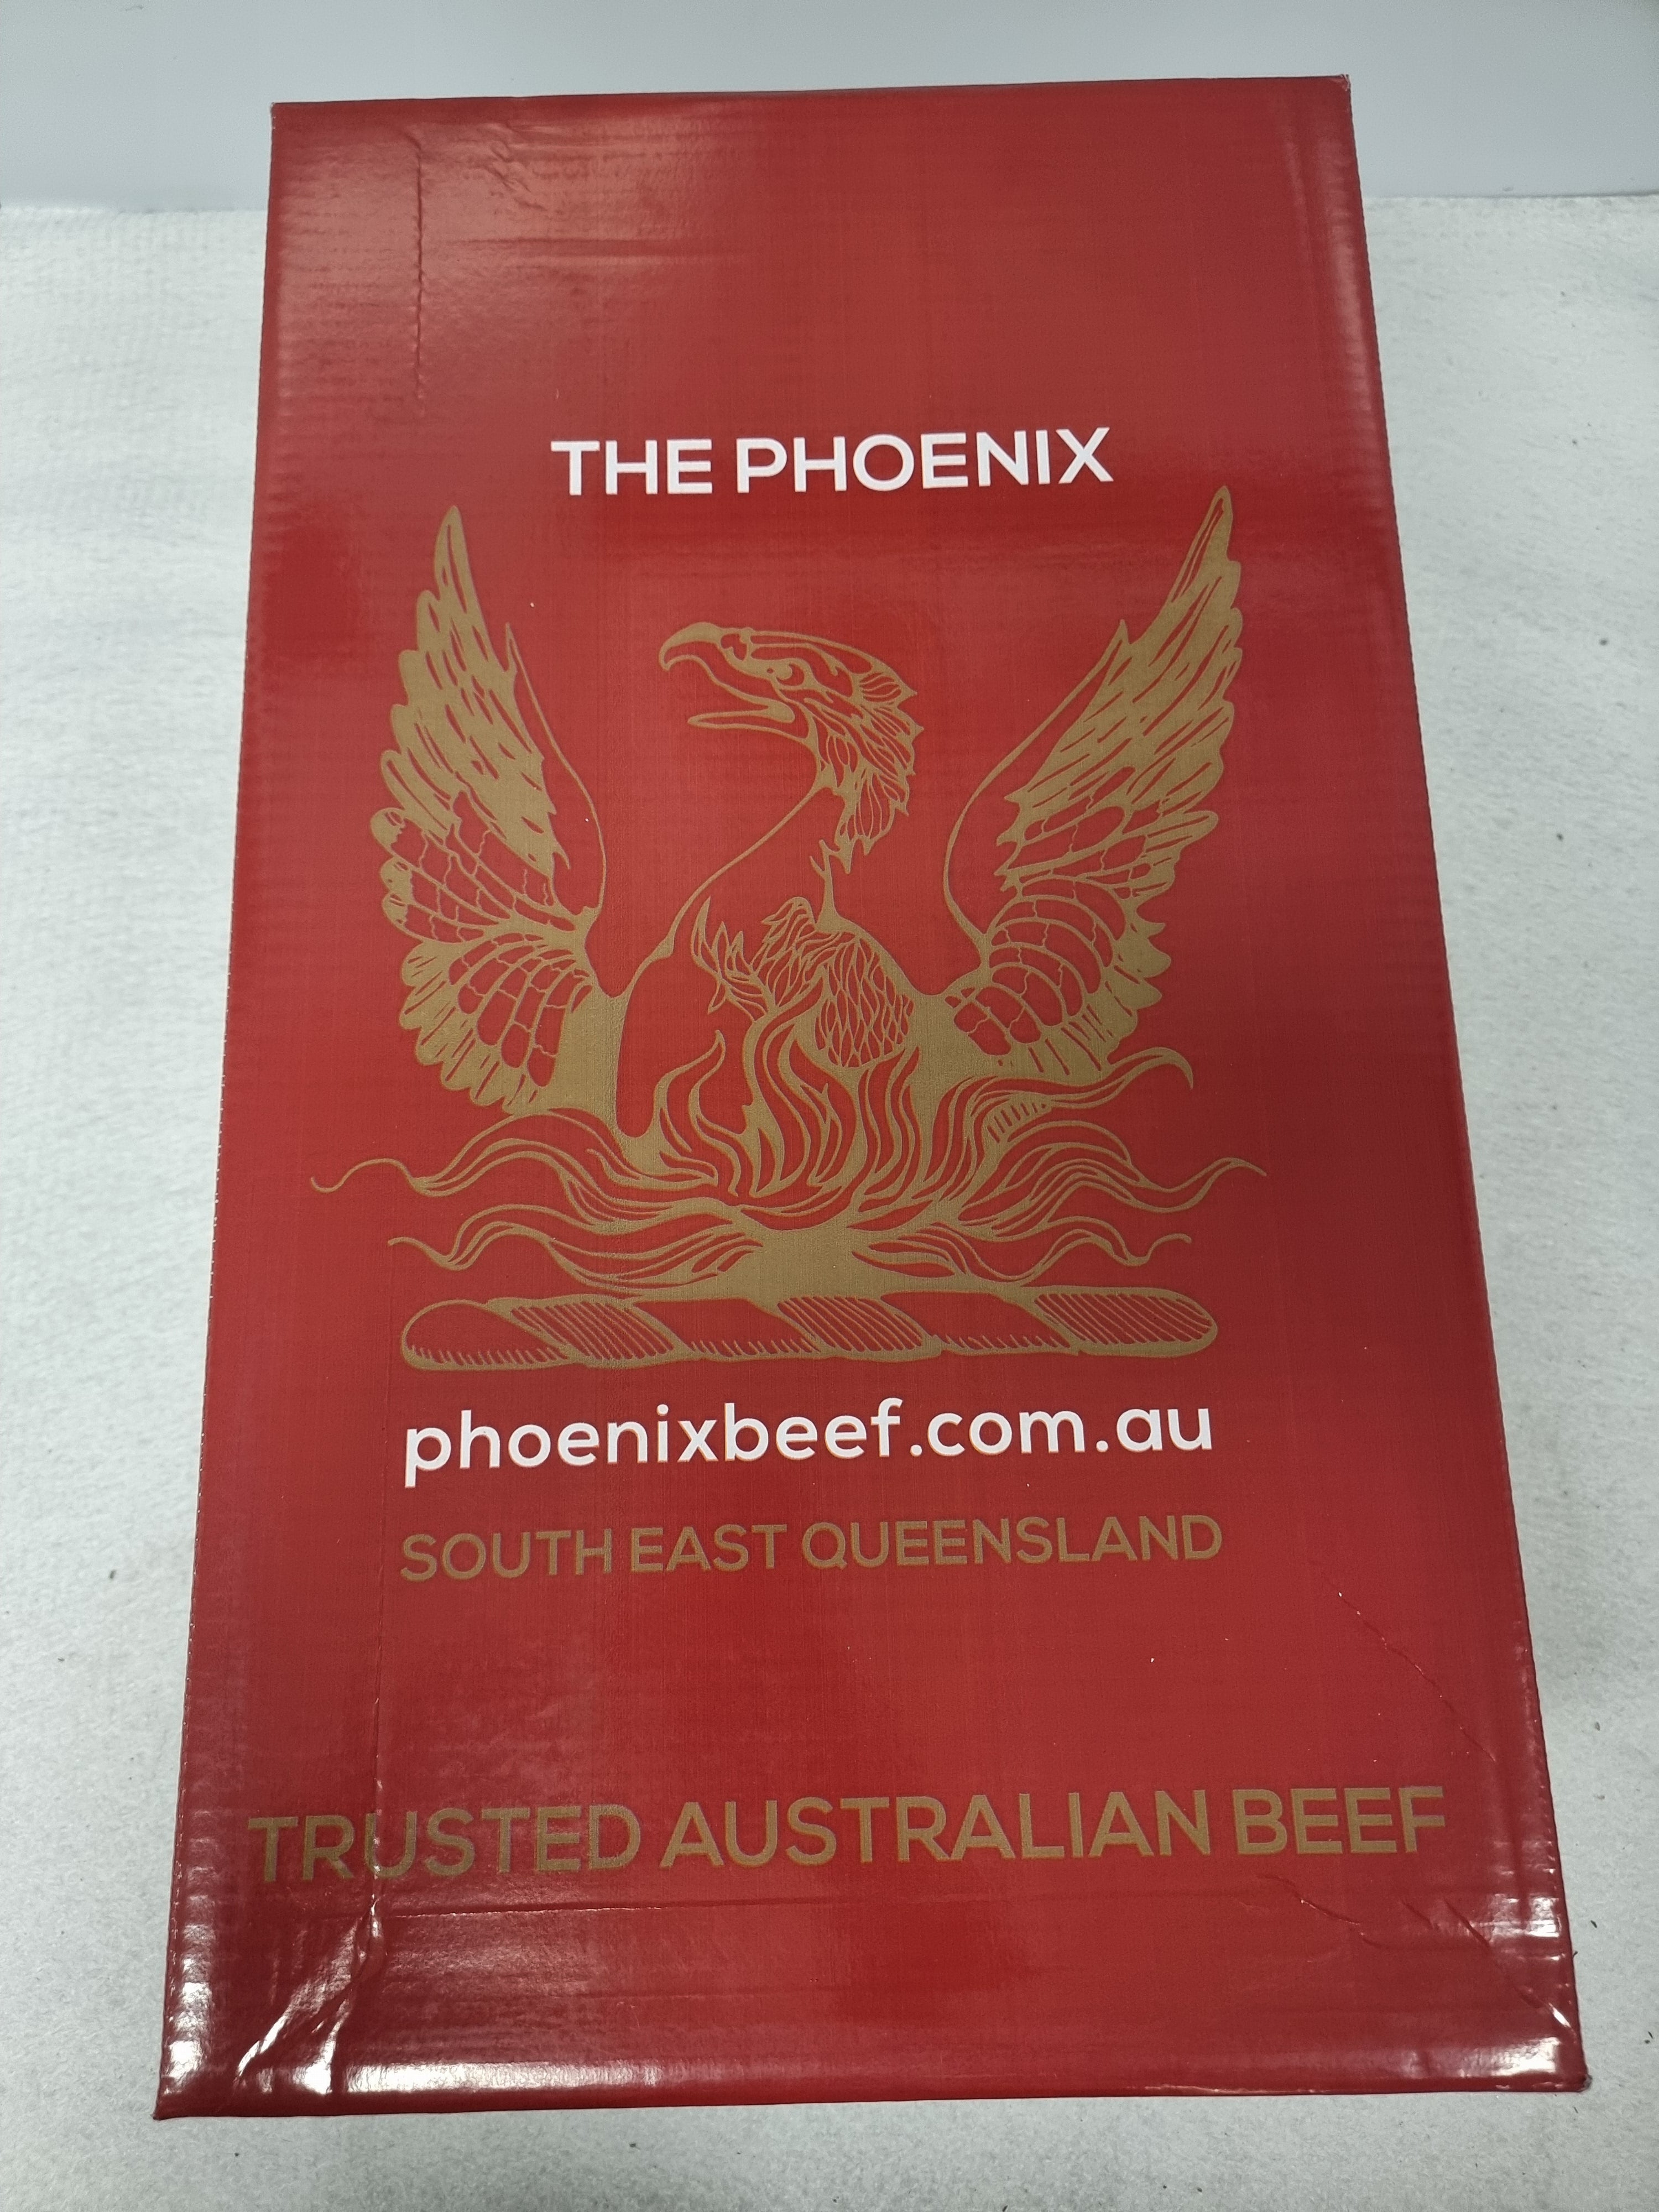 THE PHOENIX
phoenixbeef.com.au
SOUTH EAST QUEENSLAND
TRUSTED AUSTRALIAN BEEF